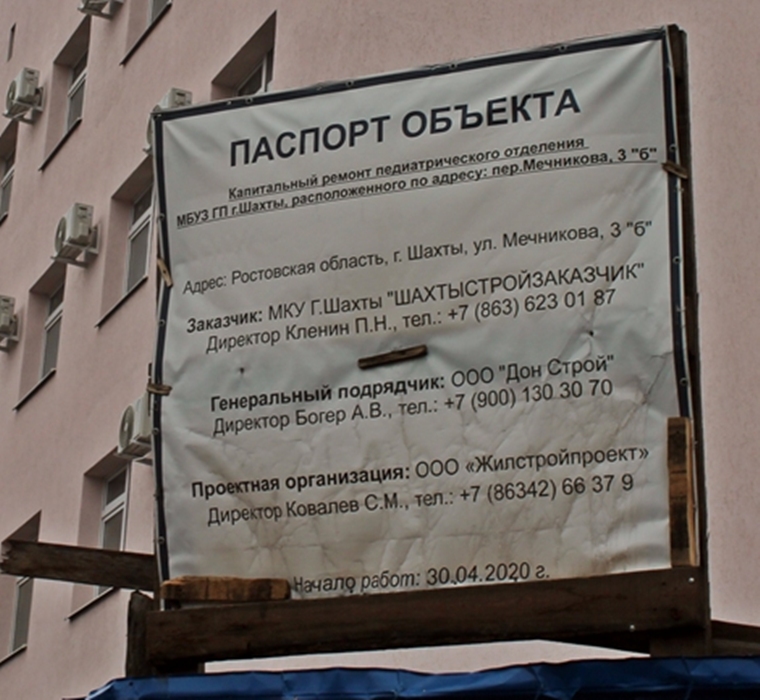 ПАСПОРТ ОБЪЕКТА
Капитальный ремонт педиатрического отделения
МБУЗ ГП г.Шахты, расположенного по адресу: пер.Мечникова, 3 "б"
Адрес: Ростовская область, г. Шахты, ул. Мечникова, 3 "б"
Заказчик: МКУ Г.Шахты "ШАХТЫСТРОЙЗАКАЗЧИК"
Директор Кленин П.Н., тел.: +7 (863) 623 01 87
Генеральный подрядчик: ООО "Дон Строй"
Директор Богер А.В., тел.: +7 (900) 130 30 70
Проектная организация: ООО «Жилстройпроект»
Директор Ковалев С.М., тел.: +7 (86342) 66 37 9
Начало работ: 30.04.2020 г.